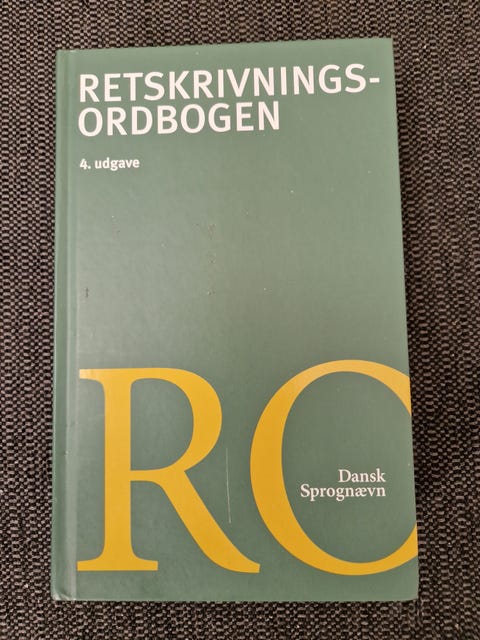 RETSKRIVNINGS-
ORDBOGEN
4. udgave
RO
Dansk
Sprognævn